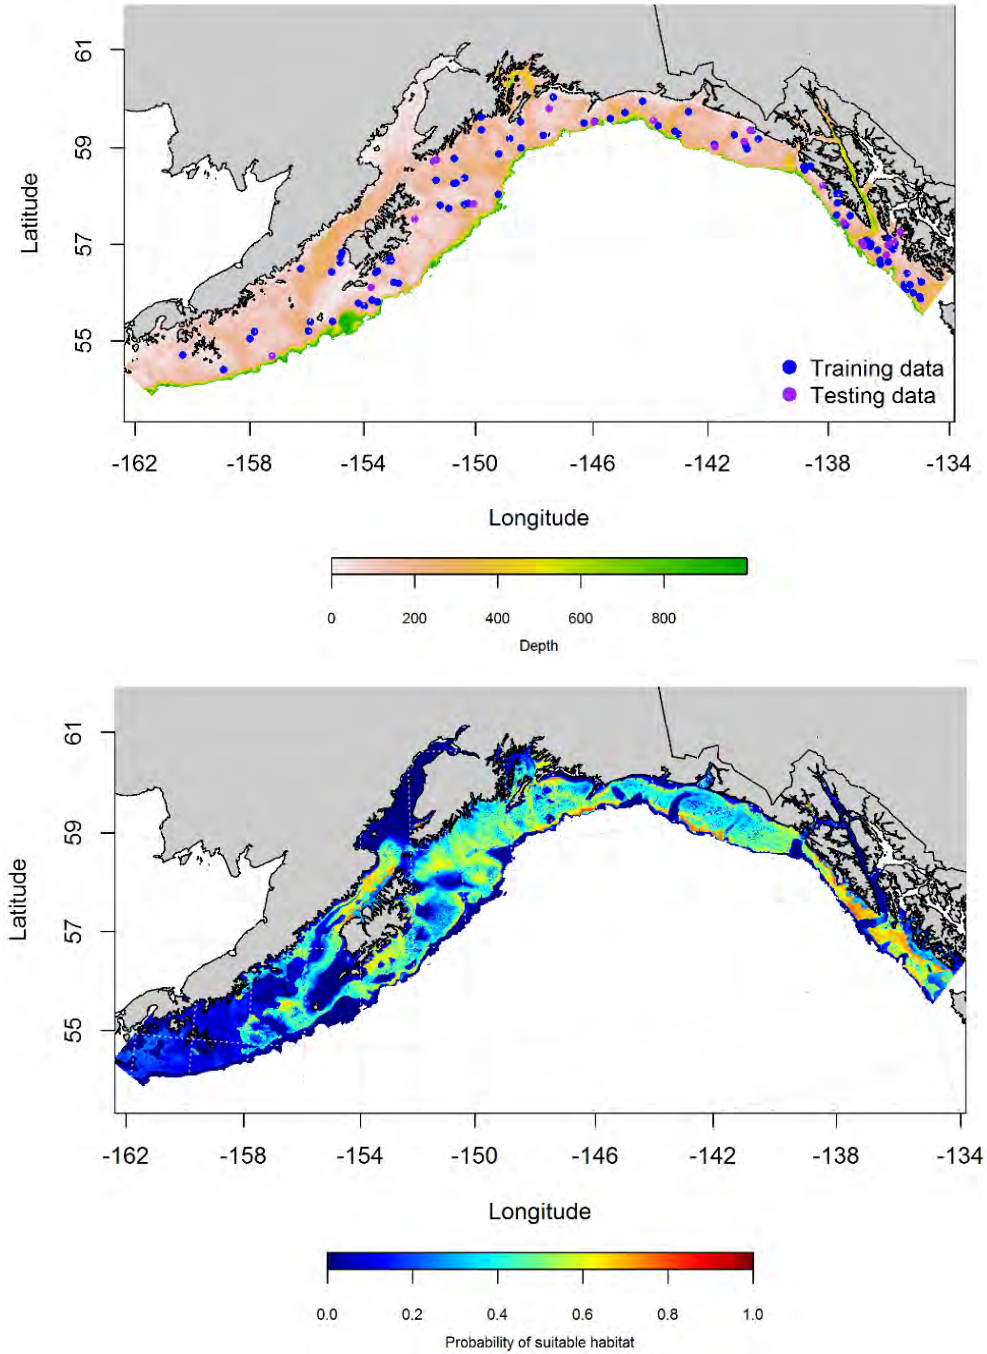 61
59
57
55
Latitude
4
Training data
Testing data
-162 -158 -154 -150 -146 -142 -138 -134
Longitude
0 200 400 600 800
Depth
61
59
57
55
Latitude
-162 -158 -154 -150 -146 -142 -138 -134
Longitude
0.0 0.2 0.4 0.6 0.8 1.0
Probability of suitable habitat